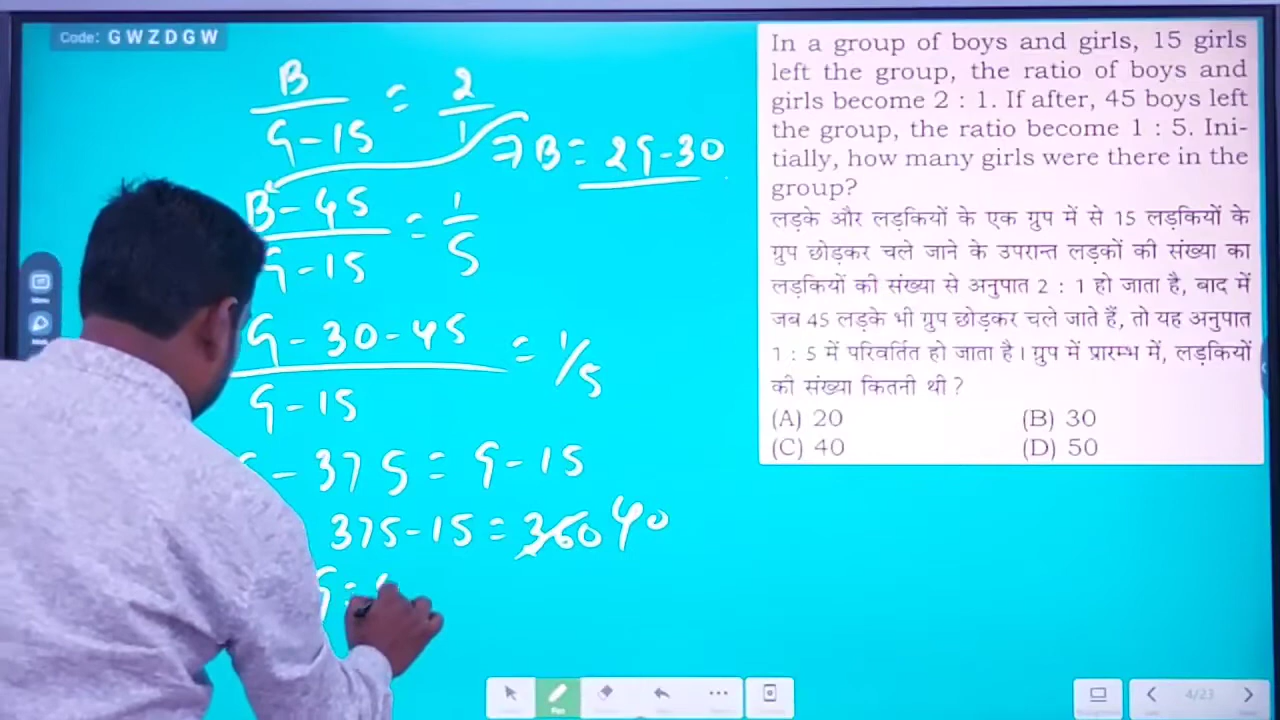 Code: GWZDGW
B
G-15
= 2/1
⇒ B = 2G-30
B-45
G-15
= 1/5
G-30-45
G-15
= 1/5
- 375 = G-15
375-15 = 360 40
G =
In a group of boys and girls, 15 girls
left the group, the ratio of boys and
girls become 2 : 1. If after, 45 boys left
the group, the ratio become 1 : 5. Ini-
tially, how many girls were there in the
group?
लड़के और लड़कियों के एक ग्रुप में से 15 लड़कियों के
ग्रुप छोड़कर चले जाने के उपरान्त लड़कों की संख्या का
लड़कियों की संख्या से अनुपात 2 : 1 हो जाता है, बाद में
जब 45 लड़के भी ग्रुप छोड़कर चले जाते हैं, तो यह अनुपात
1 : 5 में परिवर्तित हो जाता है। ग्रुप में प्रारम्भ में, लड़कियों
की संख्या कितनी थी ?
(A) 20 (B) 30
(C) 40 (D) 50
4/23